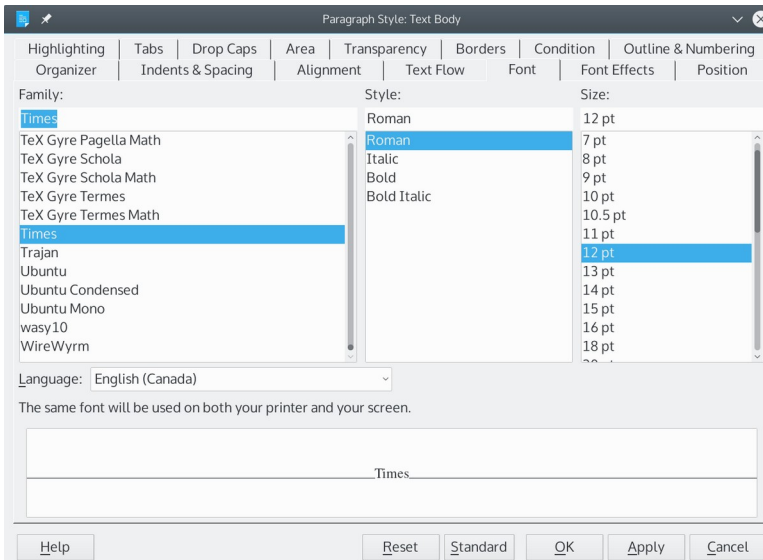 Paragraph Style: Text Body
Highlighting Tabs Drop Caps Area Transparency Borders Condition Outline & Numbering
Organizer Indents & Spacing Alignment Text Flow Font Font Effects Position
Family: Style: Size:
Times Roman 12 pt
TeX Gyre Pagella Math Roman 7 pt
TeX Gyre Schola Italic 8 pt
TeX Gyre Schola Math Bold 9 pt
TeX Gyre Termes Bold Italic 10 pt
TeX Gyre Termes Math 10.5 pt
Times 11 pt
Trajan 12 pt
Ubuntu 13 pt
Ubuntu Condensed 14 pt
Ubuntu Mono 15 pt
wasy10 16 pt
WireWyrm 18 pt
Language: English (Canada)
The same font will be used on both your printer and your screen.
Times
Help Reset Standard OK Apply Cancel